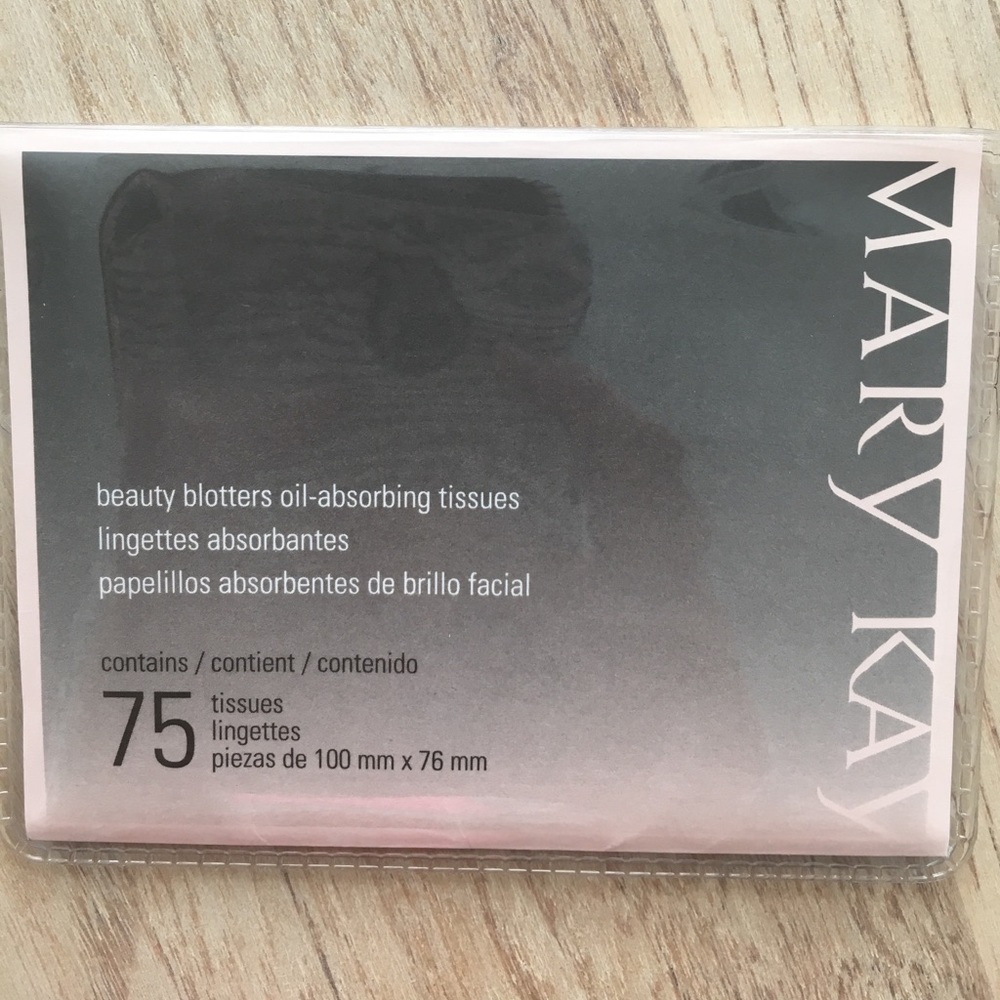 MARY KAY
beauty blotters oil-absorbing tissues
lingettes absorbantes
papelillos absorbentes de brillo facial
contains / contient / contenido
75
tissues
lingettes
piezas de 100 mm x 76 mm